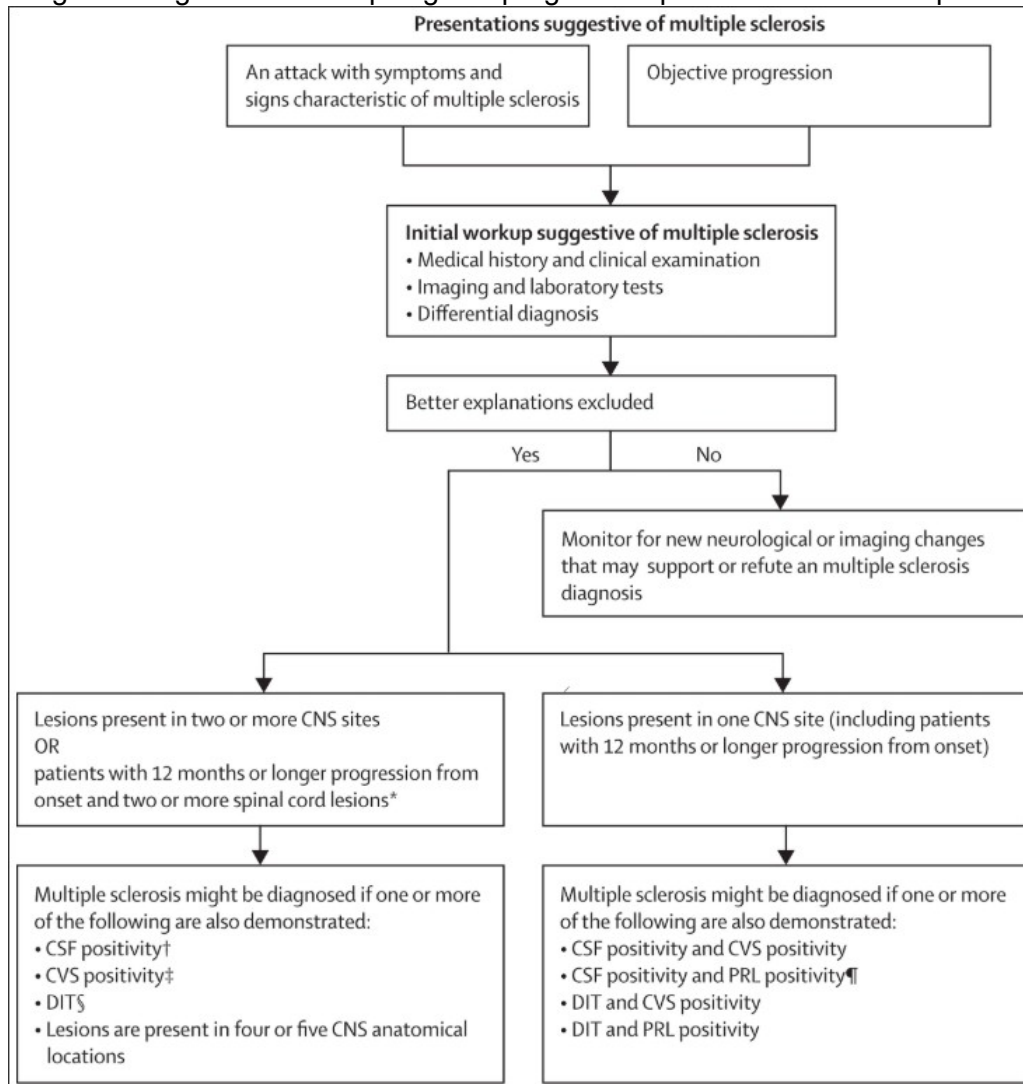 Presentations suggestive of multiple sclerosis
An attack with symptoms and
signs characteristic of multiple sclerosis
Objective progression
Initial workup suggestive of multiple sclerosis
• Medical history and clinical examination
• Imaging and laboratory tests
• Differential diagnosis
Better explanations excluded
Yes
No
Monitor for new neurological or imaging changes
that may support or refute an multiple sclerosis
diagnosis
Lesions present in two or more CNS sites
OR
patients with 12 months or longer progression from
onset and two or more spinal cord lesions*
Lesions present in one CNS site (including patients
with 12 months or longer progression from onset)
Multiple sclerosis might be diagnosed if one or more
of the following are also demonstrated:
• CSF positivity†
• CVS positivity‡
• DIT§
• Lesions are present in four or five CNS anatomical
locations
Multiple sclerosis might be diagnosed if one or more
of the following are also demonstrated:
• CSF positivity and CVS positivity
• CSF positivity and PRL positivity¶
• DIT and CVS positivity
• DIT and PRL positivity